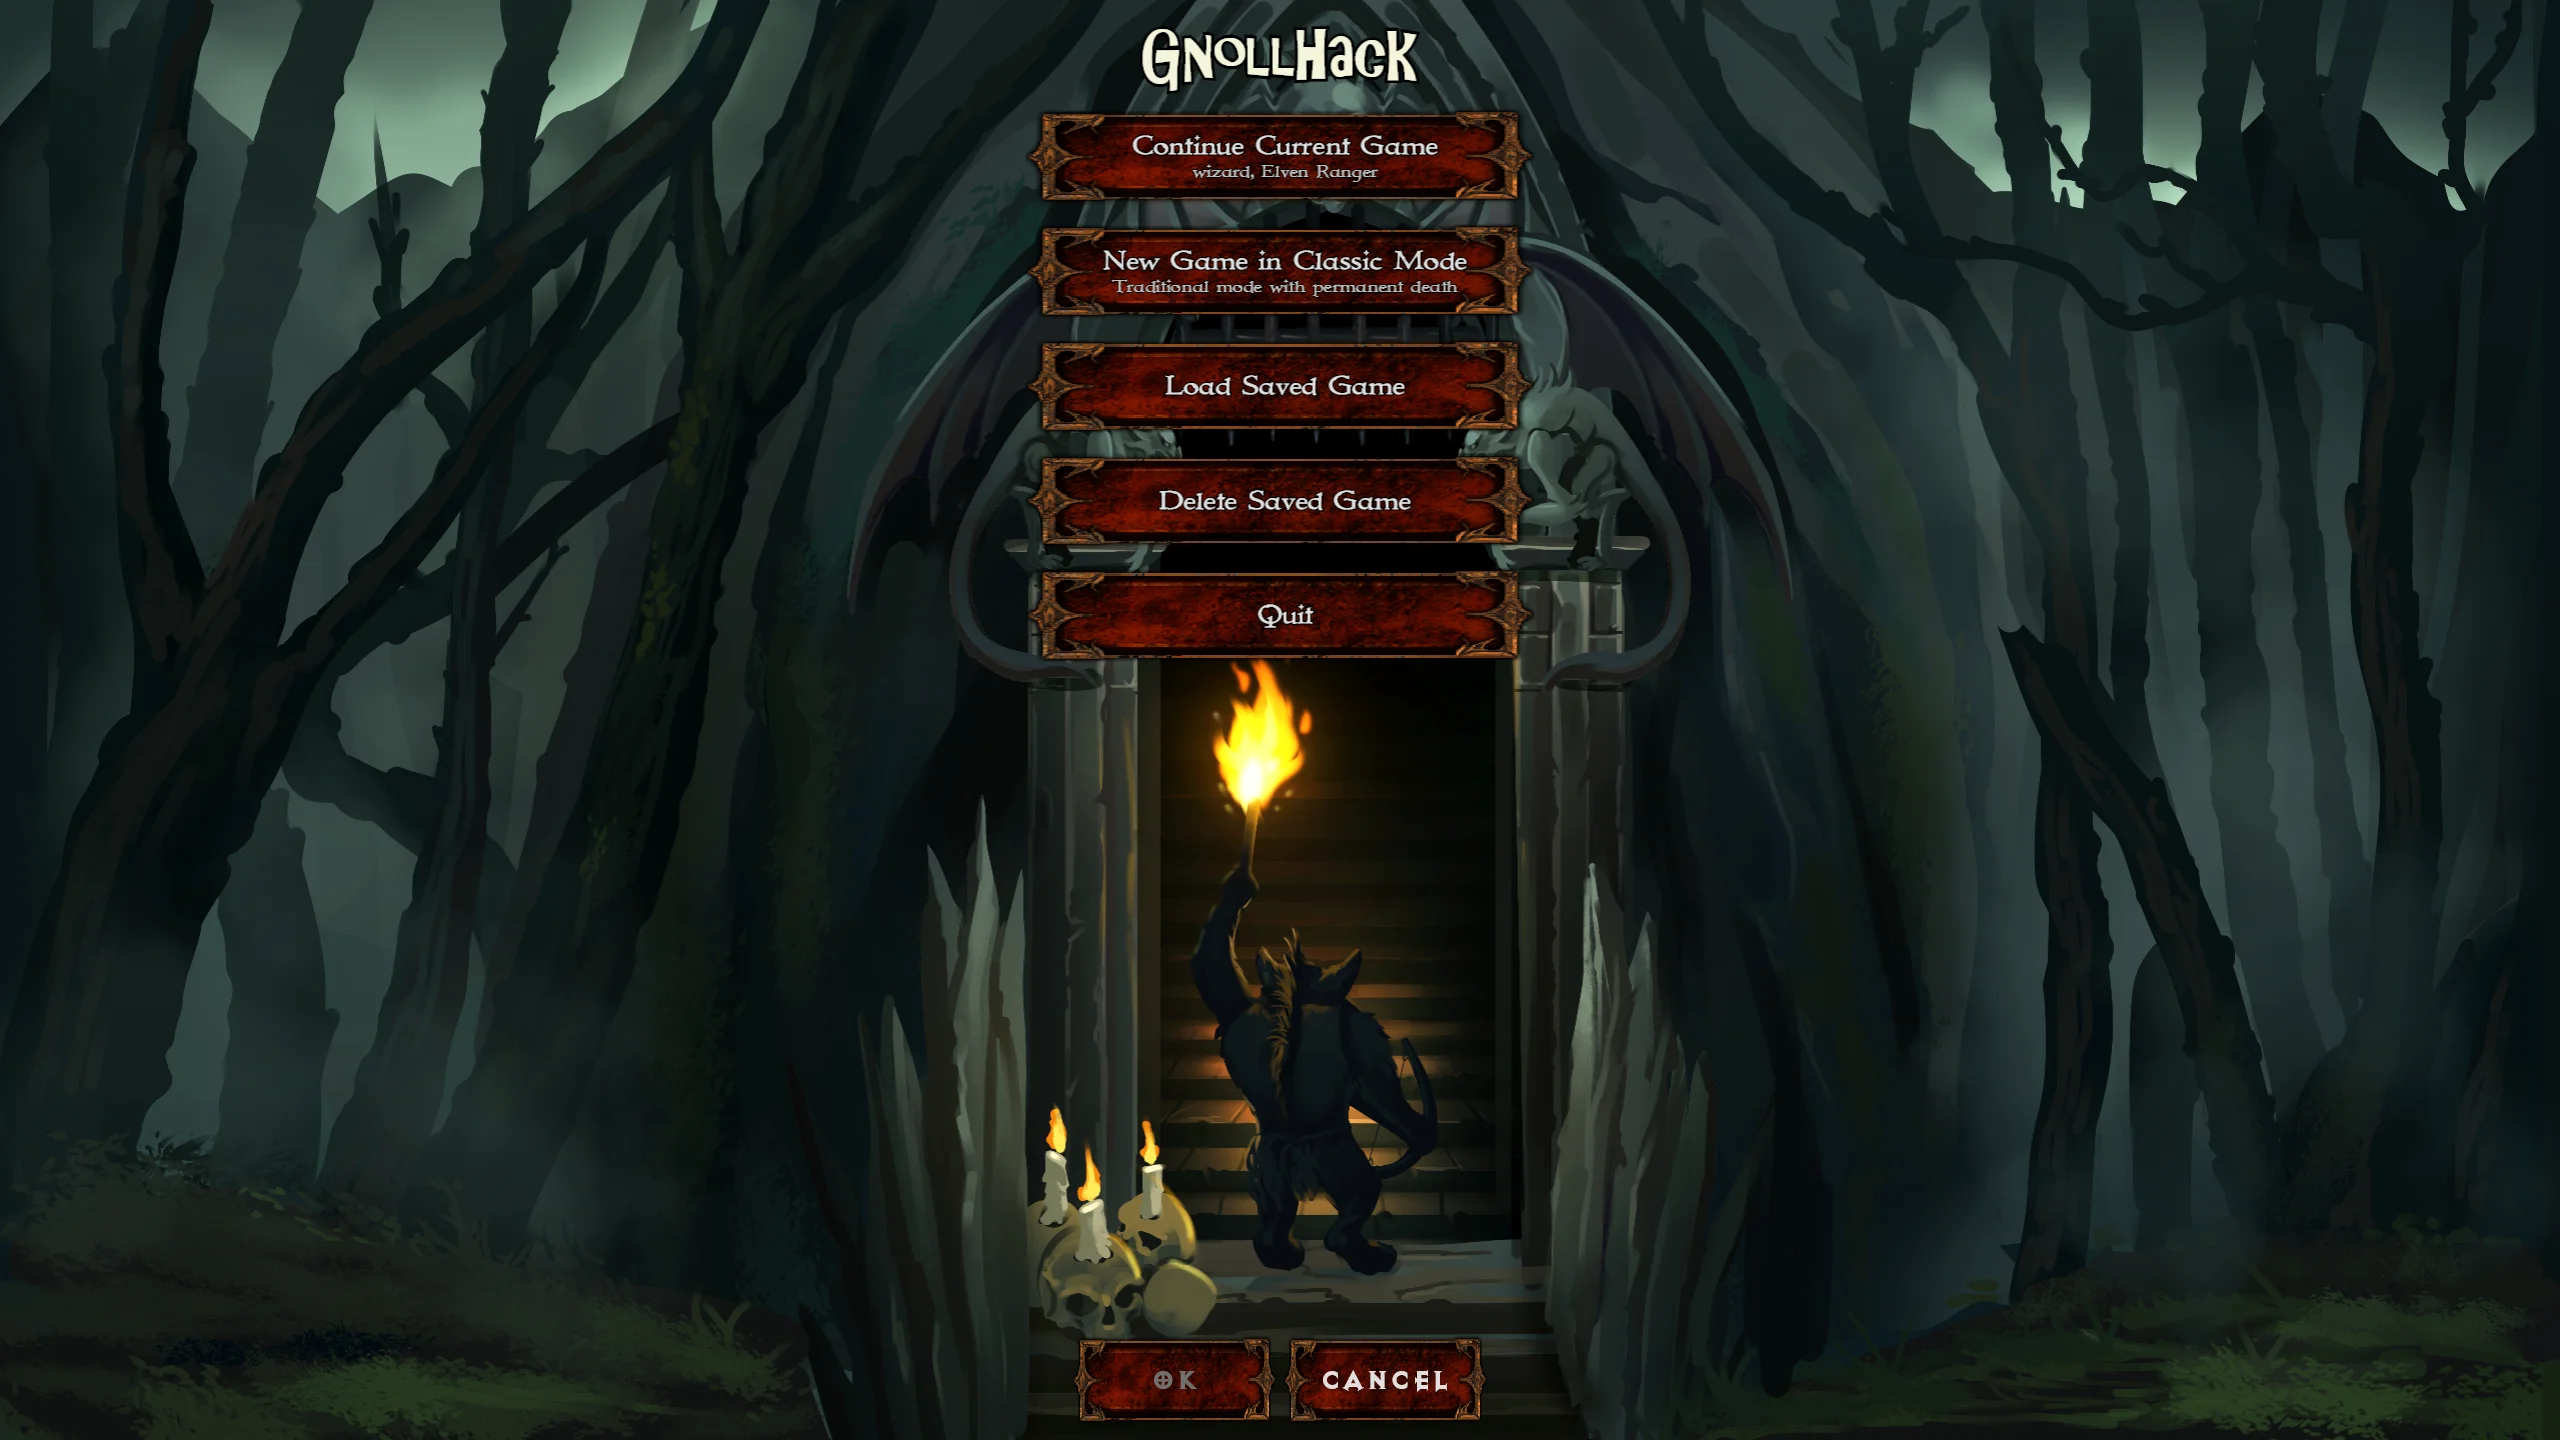 GnollHack
Continue Current Game
wizard, Elven Ranger
New Game in Classic Mode
Traditional mode with permanent death
Load Saved Game
Delete Saved Game
Quit
OK
CANCEL